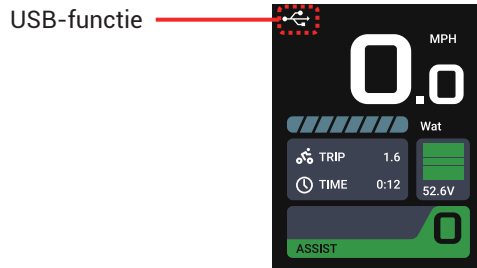 USB-functie
MPH
0.0
Wat
TRIP 1.6
TIME 0:12
52.6V
0
ASSIST